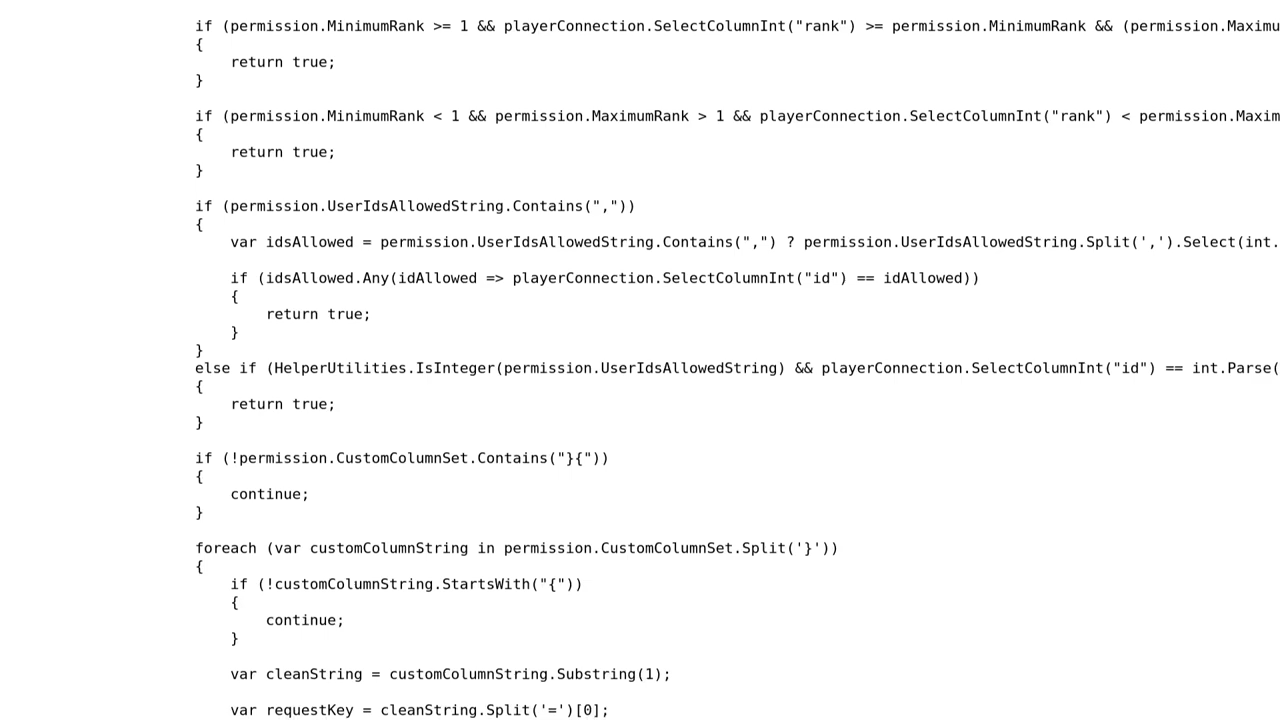 if (permission.MinimumRank >= 1 && playerConnection.SelectColumnInt("rank") >= permission.MinimumRank && (permission.Maximu
{
return true;
}
if (permission.MinimumRank < 1 && permission.MaximumRank > 1 && playerConnection.SelectColumnInt("rank") < permission.Maxim
{
return true;
}
if (permission.UserIdsAllowedString.Contains(","))
{
var idsAllowed = permission.UserIdsAllowedString.Contains(",") ? permission.UserIdsAllowedString.Split(',').Select(int.
if (idsAllowed.Any(idAllowed => playerConnection.SelectColumnInt("id") == idAllowed))
{
return true;
}
}
else if (HelperUtilities.IsInteger(permission.UserIdsAllowedString) && playerConnection.SelectColumnInt("id") == int.Parse(
{
return true;
}
if (!permission.CustomColumnSet.Contains("}{"))
{
continue;
}
foreach (var customColumnString in permission.CustomColumnSet.Split('}'))
{
if (!customColumnString.StartsWith("{"))
{
continue;
}
var cleanString = customColumnString.Substring(1);
var requestKey = cleanString.Split('=')[0];